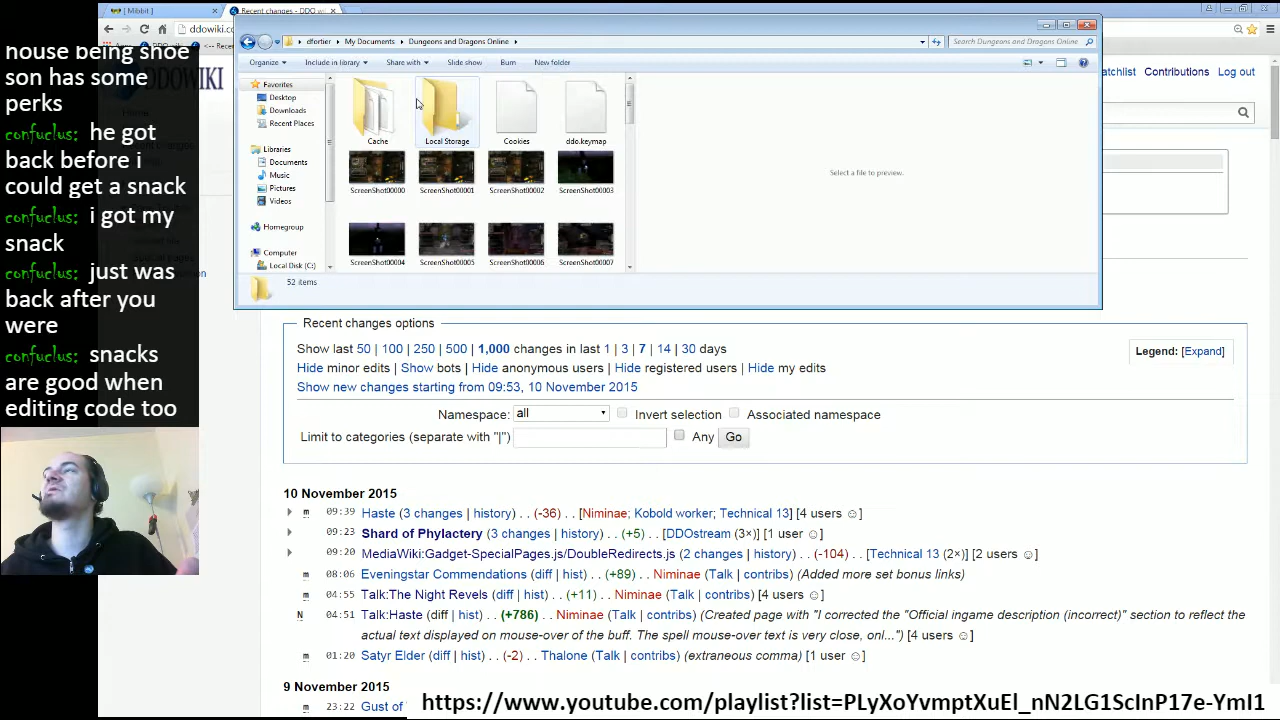 [ Mibbit ]
Recent changes - DDO wi
ddowiki.c
house being shoe
son has some
perks
confuclus: he got
back before i
could get a snack
confuclus: i got my
snack
confuclus: just was
back after you
were
confuclus: snacks
are good when
editing code too
dfortier
My Documents
Dungeons and Dragons Online
Search Dungeons and Dragons Online
Organize
Include in library
Share with
Slide show
Burn
New folder
Favorites
Desktop
Downloads
Recent Places
Libraries
Documents
Music
Pictures
Videos
Homegroup
Computer
Local Disk (C:)
Cache
Local Storage
Cookies
ddo.keymap
ScreenShot00000
ScreenShot00001
ScreenShot00002
ScreenShot00003
ScreenShot00004
ScreenShot00005
ScreenShot00006
ScreenShot00007
Select a file to preview.
52 items
WIKI
atchlist Contributions Log out
Recent changes options
Show last 50 | 100 | 250 | 500 | 1,000 changes in last 1 | 3 | 7 | 14 | 30 days
Hide minor edits | Show bots | Hide anonymous users | Hide registered users | Hide my edits
Show new changes starting from 09:53, 10 November 2015
Legend: [Expand]
Namespace: all Invert selection Associated namespace
Limit to categories (separate with "|") Any Go
10 November 2015
m 09:39 Haste (3 changes | history) . . (-36) . . [Niminae; Kobold worker; Technical 13] [4 users ☺]
09:23 Shard of Phylactery (3 changes | history) . . (+5) . . [DDOstream (3×)] [1 user ☺]
m 09:20 MediaWiki:Gadget-SpecialPages.js/DoubleRedirects.js (2 changes | history) . . (-104) . . [Technical 13 (2×)] [2 users ☺]
m 08:06 Eveningstar Commendations (diff | hist) . . (+89) . . Niminae (Talk | contribs) (Added more set bonus links)
m 04:55 Talk:The Night Revels (diff | hist) . . (+11) . . Niminae (Talk | contribs) [4 users ☺]
N 04:51 Talk:Haste (diff | hist) . . (+786) . . Niminae (Talk | contribs) (Created page with "I corrected the "Official ingame description (incorrect)" section to reflect the
actual text displayed on mouse-over of the buff. The spell mouse-over text is very close, onl...") [4 users ☺]
m 01:20 Satyr Elder (diff | hist) . . (-2) . . Thalone (Talk | contribs) (extraneous comma) [1 user ☺]
9 November 2015
m 23:22 Gust of
https://www.youtube.com/playlist?list=PLyXoYvmptXuEl_nN2LG1ScInP17e-YmI1